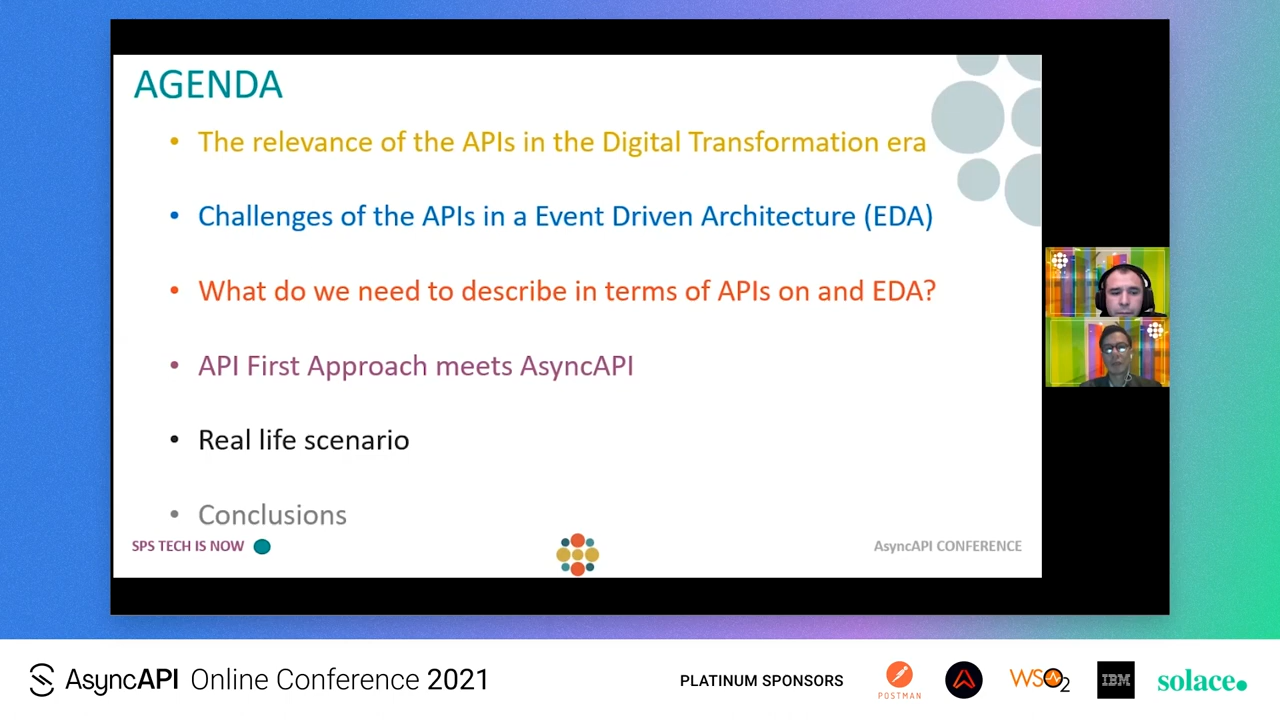 AGENDA
• The relevance of the APIs in the Digital Transformation era
• Challenges of the APIs in a Event Driven Architecture (EDA)
• What do we need to describe in terms of APIs on and EDA?
• API First Approach meets AsyncAPI
• Real life scenario
• Conclusions
SPS TECH IS NOW
AsyncAPI CONFERENCE
AsyncAPI Online Conference 2021
PLATINUM SPONSORS
POSTMAN
WSO2
IBM
solace.